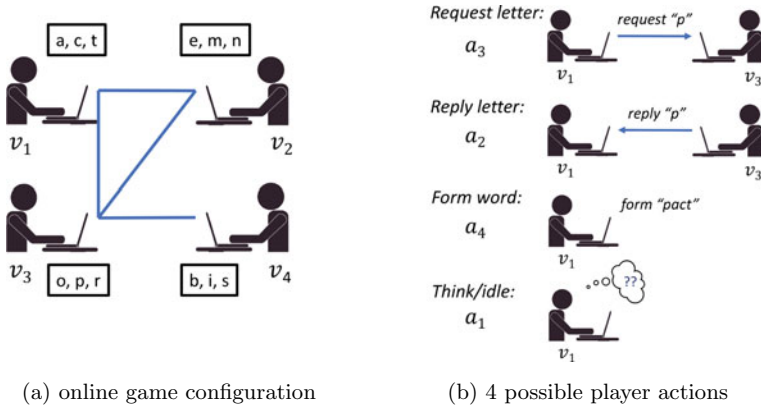 a, c, t
e, m, n
v₁
v₂
v₃
v₄
o, p, r
b, i, s
(a) online game configuration
Request letter:
a₃
request "p"
v₁
v₃
Reply letter:
a₂
reply "p"
v₁
v₃
Form word:
a₄
form "pact"
v₁
Think/idle:
a₁
??
v₁
(b) 4 possible player actions